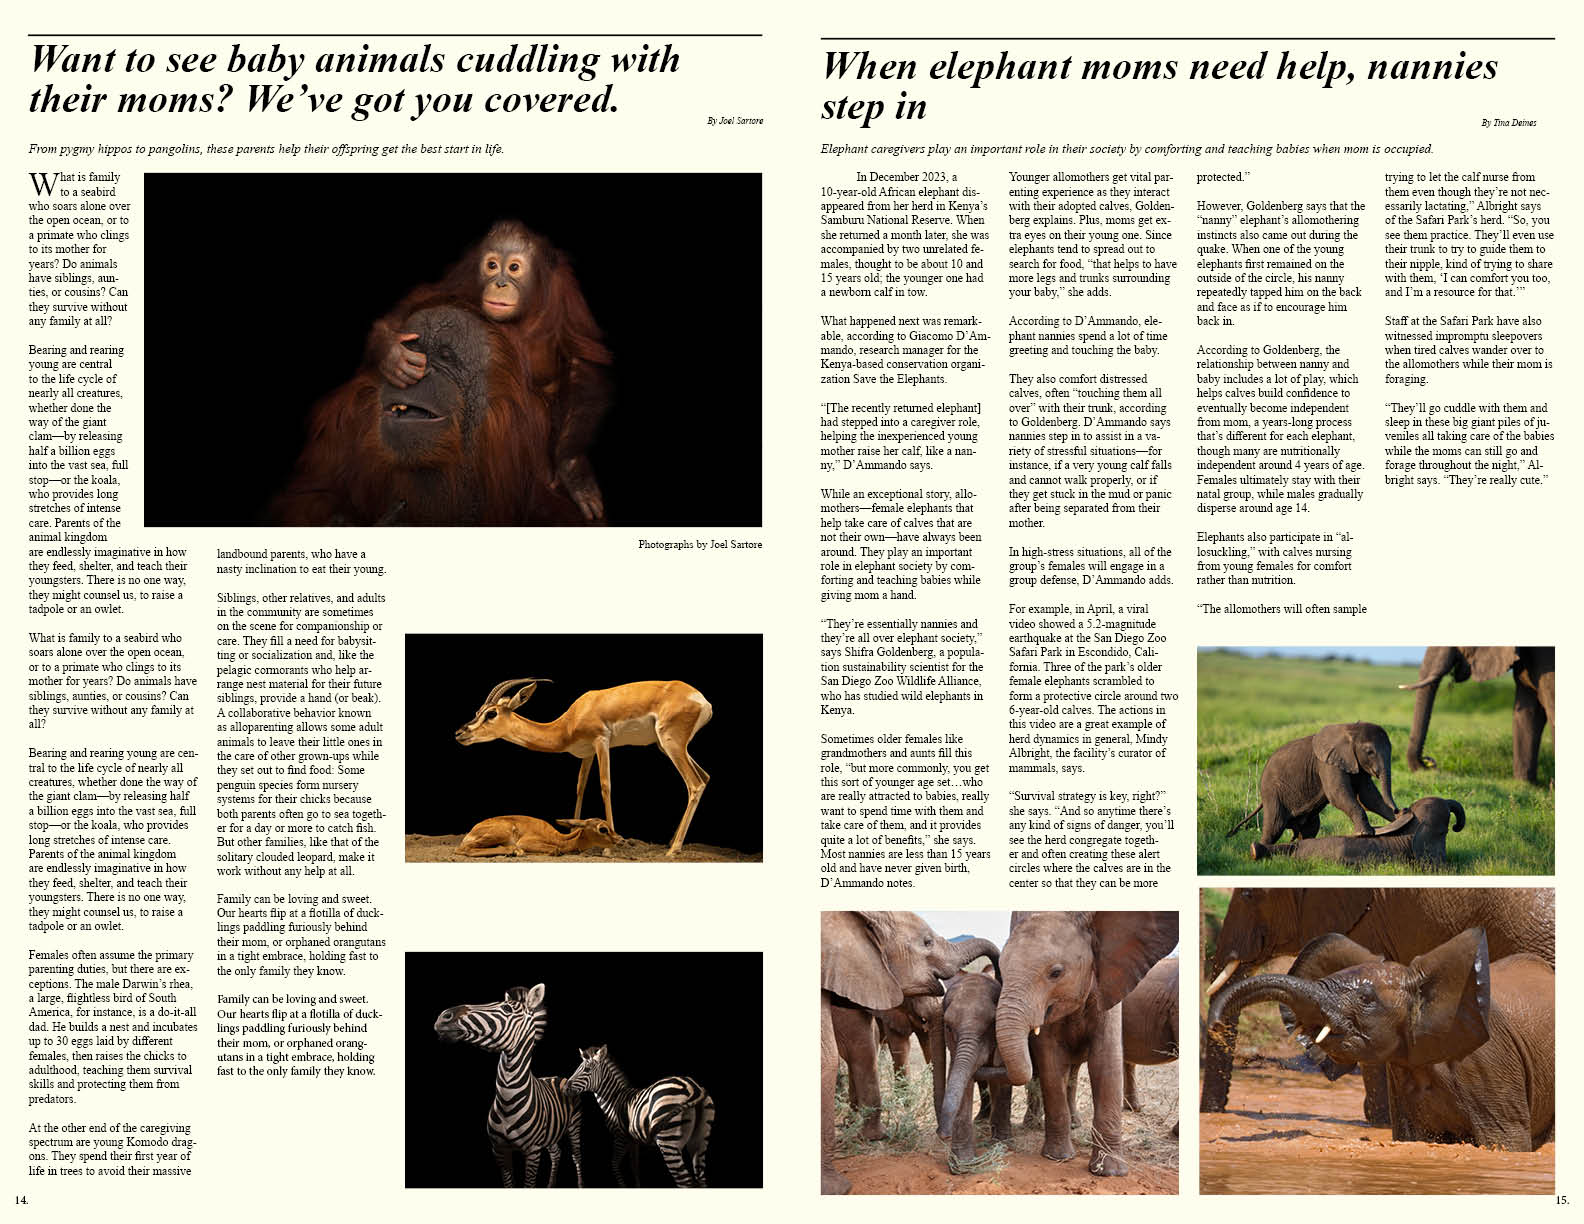 Want to see baby animals cuddling with
their moms? We’ve got you covered.
By Joel Sartore
From pygmy hippos to pangolins, these parents help their offspring get the best start in life.
What is family
to a seabird
who soars alone over
the open ocean, or to
a primate who clings
to its mother for
years? Do animals
have siblings, aun-
ties, or cousins? Can
they survive without
any family at all?
Bearing and rearing
young are central
to the life cycle of
nearly all creatures,
whether done the
way of the giant
clam—by releasing
half a billion eggs
into the vast sea, full
stop—or the koala,
who provides long
stretches of intense
care. Parents of the
animal kingdom
are endlessly imaginative in how
they feed, shelter, and teach their
youngsters. There is no one way,
they might counsel us, to raise a
tadpole or an owlet.
What is family to a seabird who
soars alone over the open ocean,
or to a primate who clings to its
mother for years? Do animals have
siblings, aunties, or cousins? Can
they survive without any family at
all?
Bearing and rearing young are cen-
tral to the life cycle of nearly all
creatures, whether done the way of
the giant clam—by releasing half
a billion eggs into the vast sea, full
stop—or the koala, who provides
long stretches of intense care.
Parents of the animal kingdom
are endlessly imaginative in how
they feed, shelter, and teach their
youngsters. There is no one way,
they might counsel us, to raise a
tadpole or an owlet.
Females often assume the primary
parenting duties, but there are ex-
ceptions. The male Darwin’s rhea,
a large, flightless bird of South
America, for instance, is a do-it-all
dad. He builds a nest and incubates
up to 30 eggs laid by different
females, then raises the chicks to
adulthood, teaching them survival
skills and protecting them from
predators.
At the other end of the caregiving
spectrum are young Komodo drag-
ons. They spend their first year of
life in trees to avoid their massive
landbound parents, who have a
nasty inclination to eat their young.
Siblings, other relatives, and adults
in the community are sometimes
on the scene for companionship or
care. They fill a need for babysit-
ting or socialization and, like the
pelagic cormorants who help ar-
range nest material for their future
siblings, provide a hand (or beak).
A collaborative behavior known
as alloparenting allows some adult
animals to leave their little ones in
the care of other grown-ups while
they set out to find food: Some
penguin species form nursery
systems for their chicks because
both parents often go to sea togeth-
er for a day or more to catch fish.
But other families, like that of the
solitary clouded leopard, make it
work without any help at all.
Family can be loving and sweet.
Our hearts flip at a flotilla of duck-
lings paddling furiously behind
their mom, or orphaned orangutans
in a tight embrace, holding fast to
the only family they know.
Family can be loving and sweet.
Our hearts flip at a flotilla of duck-
lings paddling furiously behind
their mom, or orphaned orang-
utans in a tight embrace, holding
fast to the only family they know.
Photographs by Joel Sartore
14.
When elephant moms need help, nannies
step in
By Tina Deines
Elephant caregivers play an important role in their society by comforting and teaching babies when mom is occupied.
In December 2023, a
10-year-old African elephant dis-
appeared from her herd in Kenya’s
Samburu National Reserve. When
she returned a month later, she was
accompanied by two unrelated fe-
males, thought to be about 10 and
15 years old; the younger one had
a newborn calf in tow.
What happened next was remark-
able, according to Giacomo D’Am-
mando, research manager for the
Kenya-based conservation organi-
zation Save the Elephants.
“[The recently returned elephant]
had stepped into a caregiver role,
helping the inexperienced young
mother raise her calf, like a nan-
ny,” D’Ammando says.
While an exceptional story, allo-
mothers—female elephants that
help take care of calves that are
not their own—have always been
around. They play an important
role in elephant society by com-
forting and teaching babies while
giving mom a hand.
“They’re essentially nannies and
they’re all over elephant society,”
says Shifra Goldenberg, a popula-
tion sustainability scientist for the
San Diego Zoo Wildlife Alliance,
who has studied wild elephants in
Kenya.
Sometimes older females like
grandmothers and aunts fill this
role, “but more commonly, you get
this sort of younger age set…who
are really attracted to babies, really
want to spend time with them and
take care of them, and it provides
quite a lot of benefits,” she says.
Most nannies are less than 15 years
old and have never given birth,
D’Ammando notes.
Younger allomothers get vital par-
enting experience as they interact
with their adopted calves, Golden-
berg explains. Plus, moms get ex-
tra eyes on their young one. Since
elephants tend to spread out to
search for food, “that helps to have
more legs and trunks surrounding
your baby,” she adds.
According to D’Ammando, ele-
phant nannies spend a lot of time
greeting and touching the baby.
They also comfort distressed
calves, often “touching them all
over” with their trunk, according
to Goldenberg. D’Ammando says
nannies step in to assist in a va-
riety of stressful situations—for
instance, if a very young calf falls
and cannot walk properly, or if
they get stuck in the mud or panic
after being separated from their
mother.
In high-stress situations, all of the
group’s females will engage in a
group defense, D’Ammando adds.
For example, in April, a viral
video showed a 5.2-magnitude
earthquake at the San Diego Zoo
Safari Park in Escondido, Cali-
fornia. Three of the park’s older
female elephants scrambled to
form a protective circle around two
6-year-old calves. The actions in
this video are a great example of
herd dynamics in general, Mindy
Albright, the facility’s curator of
mammals, says.
“Survival strategy is key, right?”
she says. “And so anytime there’s
any kind of signs of danger, you’ll
see the herd congregate togeth-
er and often creating these alert
circles where the calves are in the
center so that they can be more
protected.”
However, Goldenberg says that the
“nanny” elephant’s allomothering
instincts also came out during the
quake. When one of the young
elephants first remained on the
outside of the circle, his nanny
repeatedly tapped him on the back
and face as if to encourage him
back in.
According to Goldenberg, the
relationship between nanny and
baby includes a lot of play, which
helps calves build confidence to
eventually become independent
from mom, a years-long process
that’s different for each elephant,
though many are nutritionally
independent around 4 years of age.
Females ultimately stay with their
natal group, while males gradually
disperse around age 14.
Elephants also participate in “al-
losuckling,” with calves nursing
from young females for comfort
rather than nutrition.
“The allomothers will often sample
trying to let the calf nurse from
them even though they’re not nec-
essarily lactating,” Albright says
of the Safari Park’s herd. “So, you
see them practice. They’ll even use
their trunk to try to guide them to
their nipple, kind of trying to share
with them, ‘I can comfort you too,
and I’m a resource for that.’”
Staff at the Safari Park have also
witnessed impromptu sleepovers
when tired calves wander over to
the allomothers while their mom is
foraging.
“They’ll go cuddle with them and
sleep in these big giant piles of ju-
veniles all taking care of the babies
while the moms can still go and
forage throughout the night,” Al-
bright says. “They’re really cute.”
15.